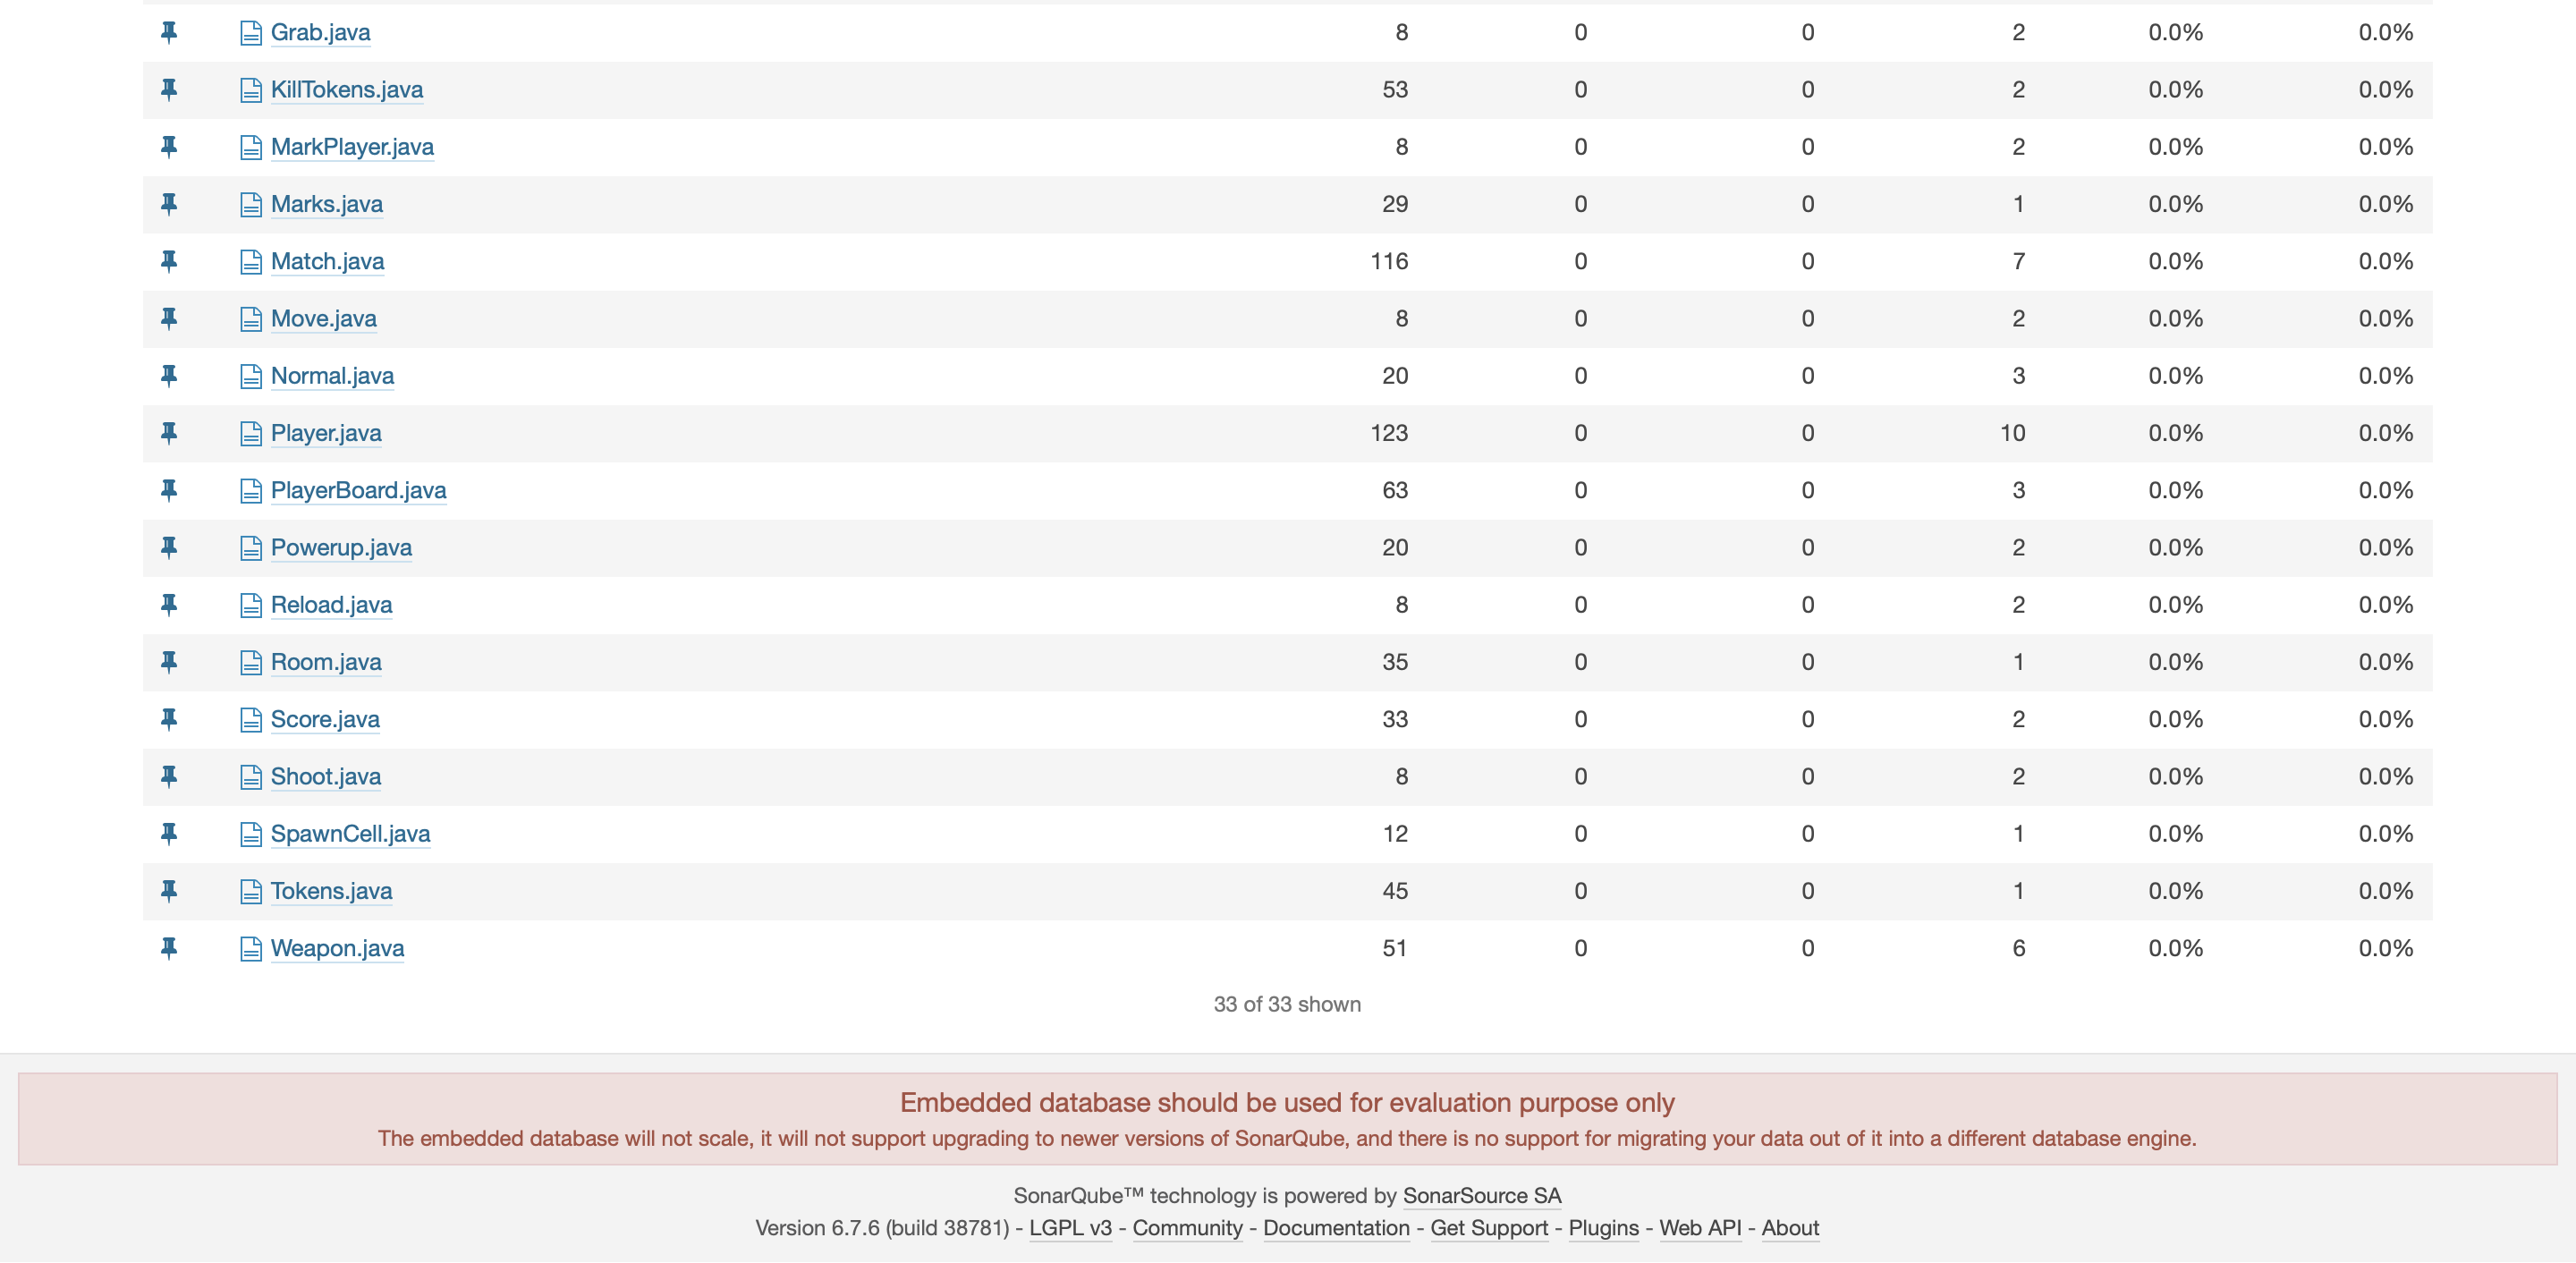 Grab.java 8 0 0 2 0.0% 0.0%
KillTokens.java 53 0 0 2 0.0% 0.0%
MarkPlayer.java 8 0 0 2 0.0% 0.0%
Marks.java 29 0 0 1 0.0% 0.0%
Match.java 116 0 0 7 0.0% 0.0%
Move.java 8 0 0 2 0.0% 0.0%
Normal.java 20 0 0 3 0.0% 0.0%
Player.java 123 0 0 10 0.0% 0.0%
PlayerBoard.java 63 0 0 3 0.0% 0.0%
Powerup.java 20 0 0 2 0.0% 0.0%
Reload.java 8 0 0 2 0.0% 0.0%
Room.java 35 0 0 1 0.0% 0.0%
Score.java 33 0 0 2 0.0% 0.0%
Shoot.java 8 0 0 2 0.0% 0.0%
SpawnCell.java 12 0 0 1 0.0% 0.0%
Tokens.java 45 0 0 1 0.0% 0.0%
Weapon.java 51 0 0 6 0.0% 0.0%
33 of 33 shown
Embedded database should be used for evaluation purpose only
The embedded database will not scale, it will not support upgrading to newer versions of SonarQube, and there is no support for migrating your data out of it into a different database engine.
SonarQube™ technology is powered by SonarSource SA
Version 6.7.6 (build 38781) - LGPL v3 - Community - Documentation - Get Support - Plugins - Web API - About